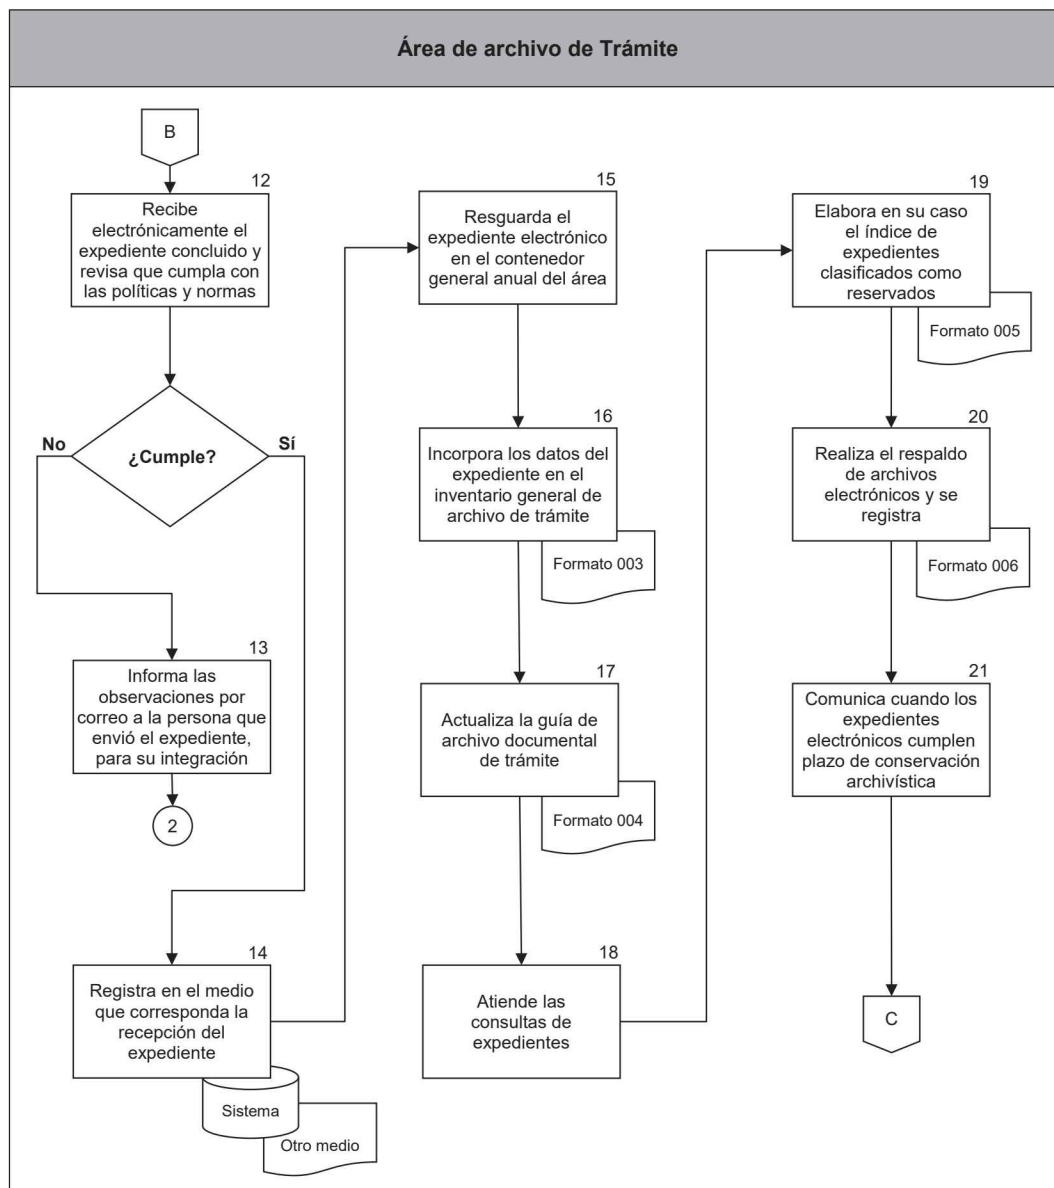 Área de archivo de Trámite
B
12
Recibe
electrónicamente el
expediente concluido y
revisa que cumpla con
las políticas y normas
No
¿Cumple?
Sí
13
Informa las
observaciones por
correo a la persona que
envió el expediente,
para su integración
2
14
Registra en el medio
que corresponda la
recepción del
expediente
Sistema
Otro medio
15
Resguarda el
expediente electrónico
en el contenedor
general anual del área
16
Incorpora los datos del
expediente en el
inventario general de
archivo de trámite
Formato 003
17
Actualiza la guía de
archivo documental
de trámite
Formato 004
18
Atiende las
consultas de
expedientes
19
Elabora en su caso
el índice de
expedientes
clasificados como
reservados
Formato 005
20
Realiza el respaldo
de archivos
electrónicos y se
registra
Formato 006
21
Comunica cuando los
expedientes
electrónicos cumplen
plazo de conservación
archivística
C